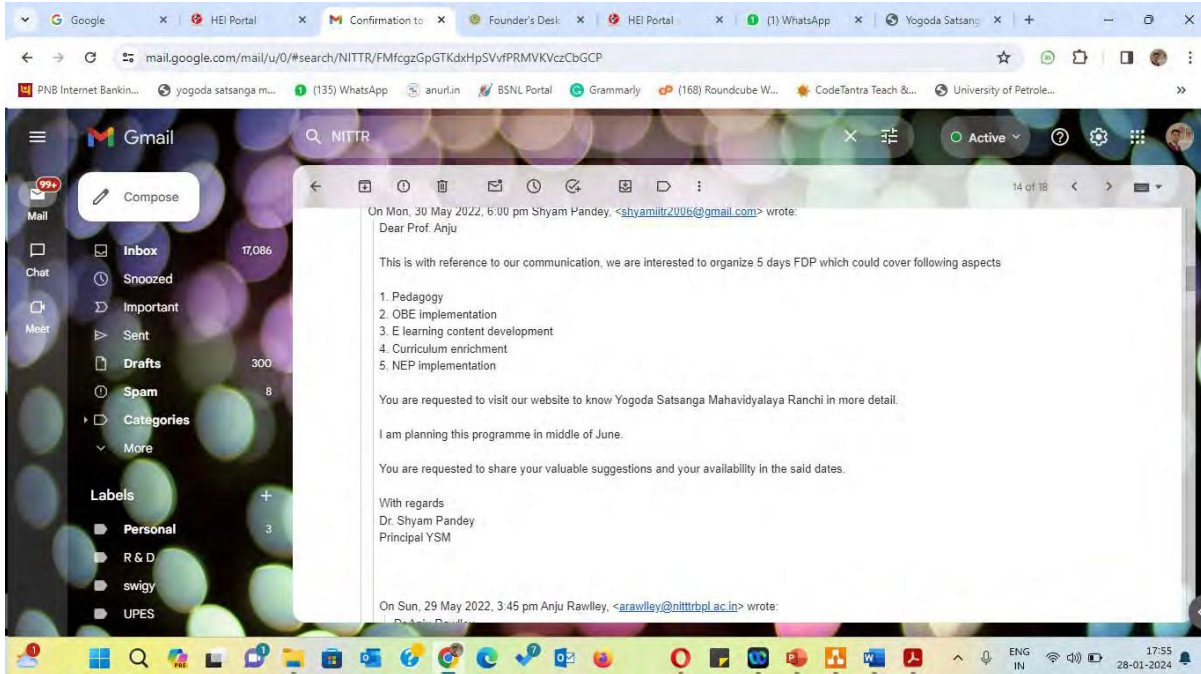 Google
HEI Portal
Confirmation to
Founder's Desk
HEI Portal
(1) WhatsApp
Yogoda Satsang
mail.google.com/mail/u/0/#search/NITTR/FMfcgzGpGTKdxHpSVvfPRMVKVczCbGCP
PNB Internet Bankin...
yogoda satsanga m...
(135) WhatsApp
anurl.in
BSNL Portal
Grammarly
(168) Roundcube W...
CodeTantra Teach &...
University of Petrole...
Gmail
NITTR
Active
99+
Mail
Chat
Meet
Compose
Inbox 17,086
Snoozed
Important
Sent
Drafts 300
Spam 8
Categories
More
Labels
Personal 3
R & D
swigy
UPES
14 of 18
On Mon, 30 May 2022, 6:00 pm Shyam Pandey, <shyamiitr2006@gmail.com> wrote:
Dear Prof. Anju
This is with reference to our communication, we are interested to organize 5 days FDP which could cover following aspects
1. Pedagogy
2. OBE implementation
3. E learning content development
4. Curriculum enrichment
5. NEP implementation
You are requested to visit our website to know Yogoda Satsanga Mahavidyalaya Ranchi in more detail.
I am planning this programme in middle of June.
You are requested to share your valuable suggestions and your availability in the said dates.
With regards
Dr. Shyam Pandey
Principal YSM
On Sun, 29 May 2022, 3:45 pm Anju Rawlley, <arawlley@nitttrbpl.ac.in> wrote:
ENG
IN
17:55
28-01-2024